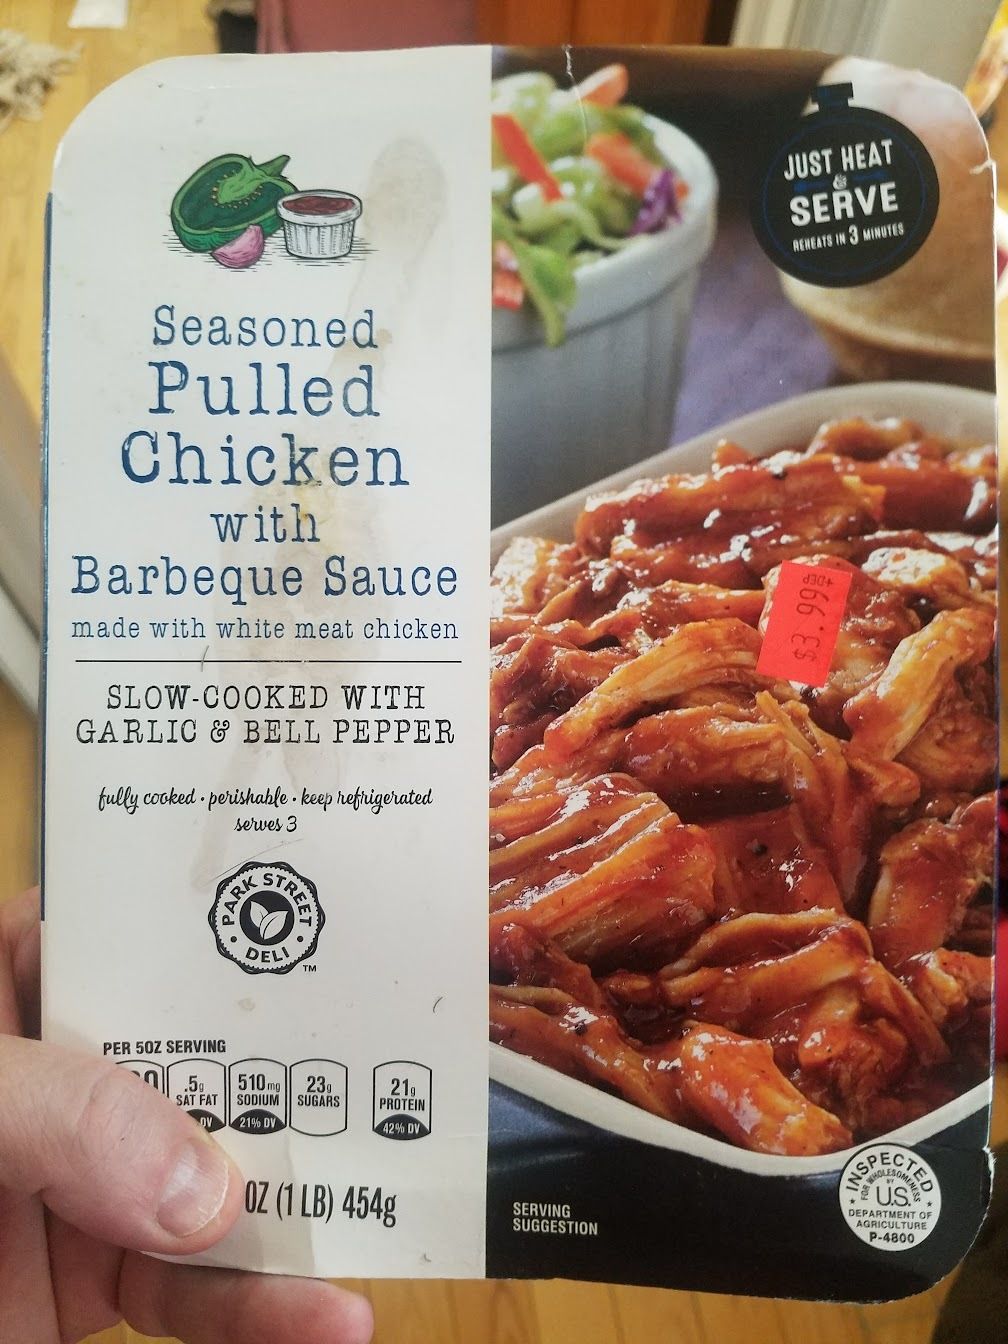 Seasoned
Pulled
Chicken
with
Barbeque Sauce
made with white meat chicken
SLOW-COOKED WITH
GARLIC & BELL PEPPER
fully cooked · perishable · keep refrigerated
serves 3
PARK STREET
DELI
TM
PER 5OZ SERVING
.5g
SAT FAT
DV
510mg
SODIUM
21% DV
23g
SUGARS
21g
PROTEIN
42% DV
OZ (1 LB) 454g
JUST HEAT
&
SERVE
REHEATS IN 3 MINUTES
$3.99
+DEP
SERVING
SUGGESTION
INSPECTED
FOR WHOLESOMENESS
BY
U.S.
DEPARTMENT OF
AGRICULTURE
P-4800